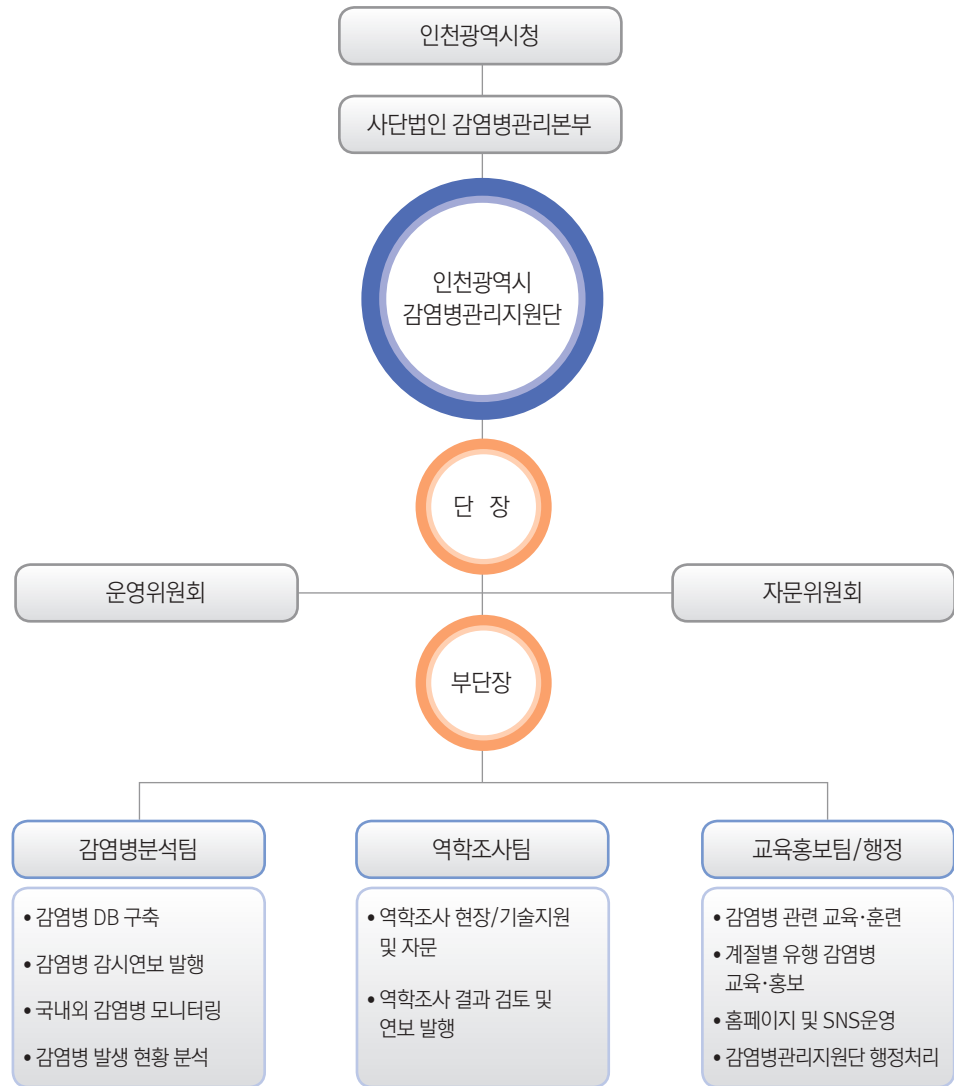 인천광역시청
사단법인 감염병관리본부
인천광역시
감염병관리지원단
단 장
운영위원회
자문위원회
부단장
감염병분석팀
• 감염병 DB 구축
• 감염병 감시연보 발행
• 국내외 감염병 모니터링
• 감염병 발생 현황 분석
역학조사팀
• 역학조사 현장/기술지원
및 자문
• 역학조사 결과 검토 및
연보 발행
교육홍보팀/행정
• 감염병 관련 교육·훈련
• 계절별 유행 감염병
교육·홍보
• 홈페이지 및 SNS운영
• 감염병관리지원단 행정처리